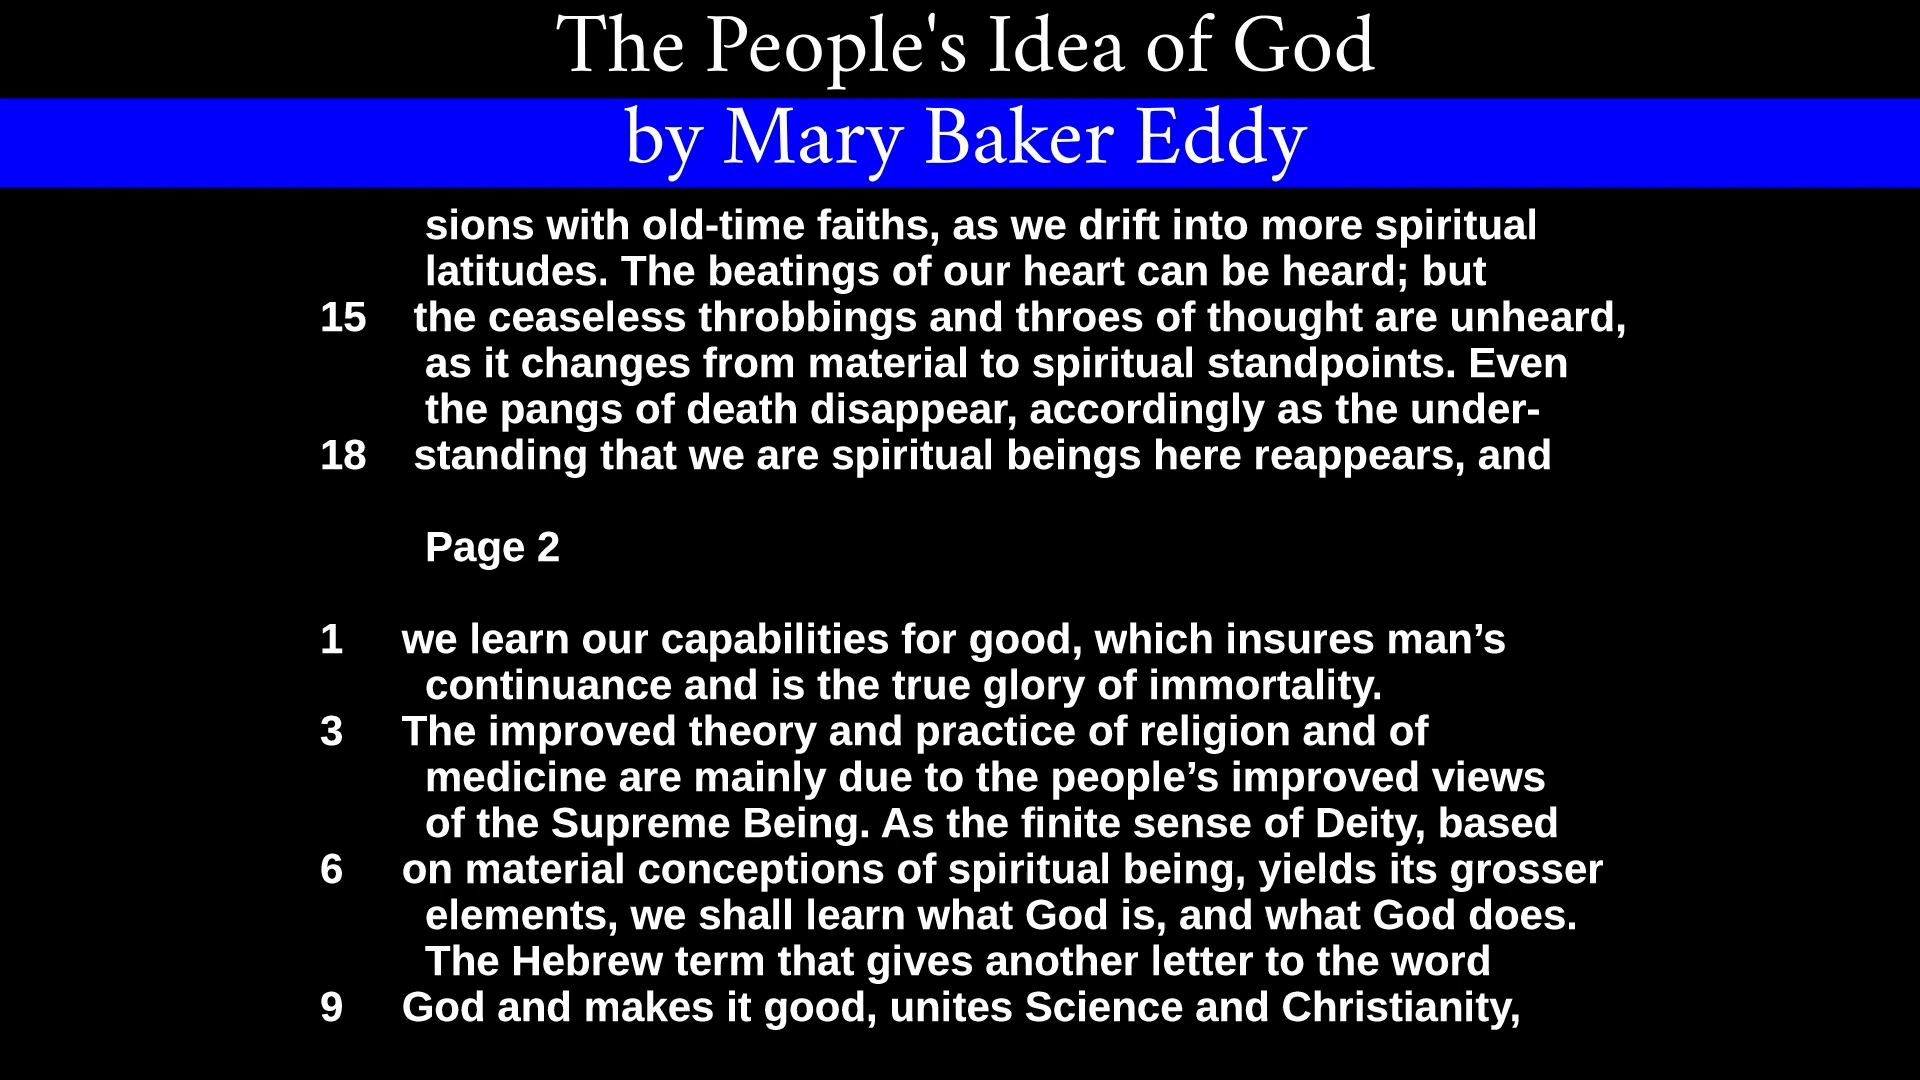 The People's Idea of God
by Mary Baker Eddy
sions with old-time faiths, as we drift into more spiritual
latitudes. The beatings of our heart can be heard; but
15 the ceaseless throbbings and throes of thought are unheard,
as it changes from material to spiritual standpoints. Even
the pangs of death disappear, accordingly as the under-
18 standing that we are spiritual beings here reappears, and
Page 2
1 we learn our capabilities for good, which insures man’s
continuance and is the true glory of immortality.
3 The improved theory and practice of religion and of
medicine are mainly due to the people’s improved views
of the Supreme Being. As the finite sense of Deity, based
6 on material conceptions of spiritual being, yields its grosser
elements, we shall learn what God is, and what God does.
The Hebrew term that gives another letter to the word
9 God and makes it good, unites Science and Christianity,